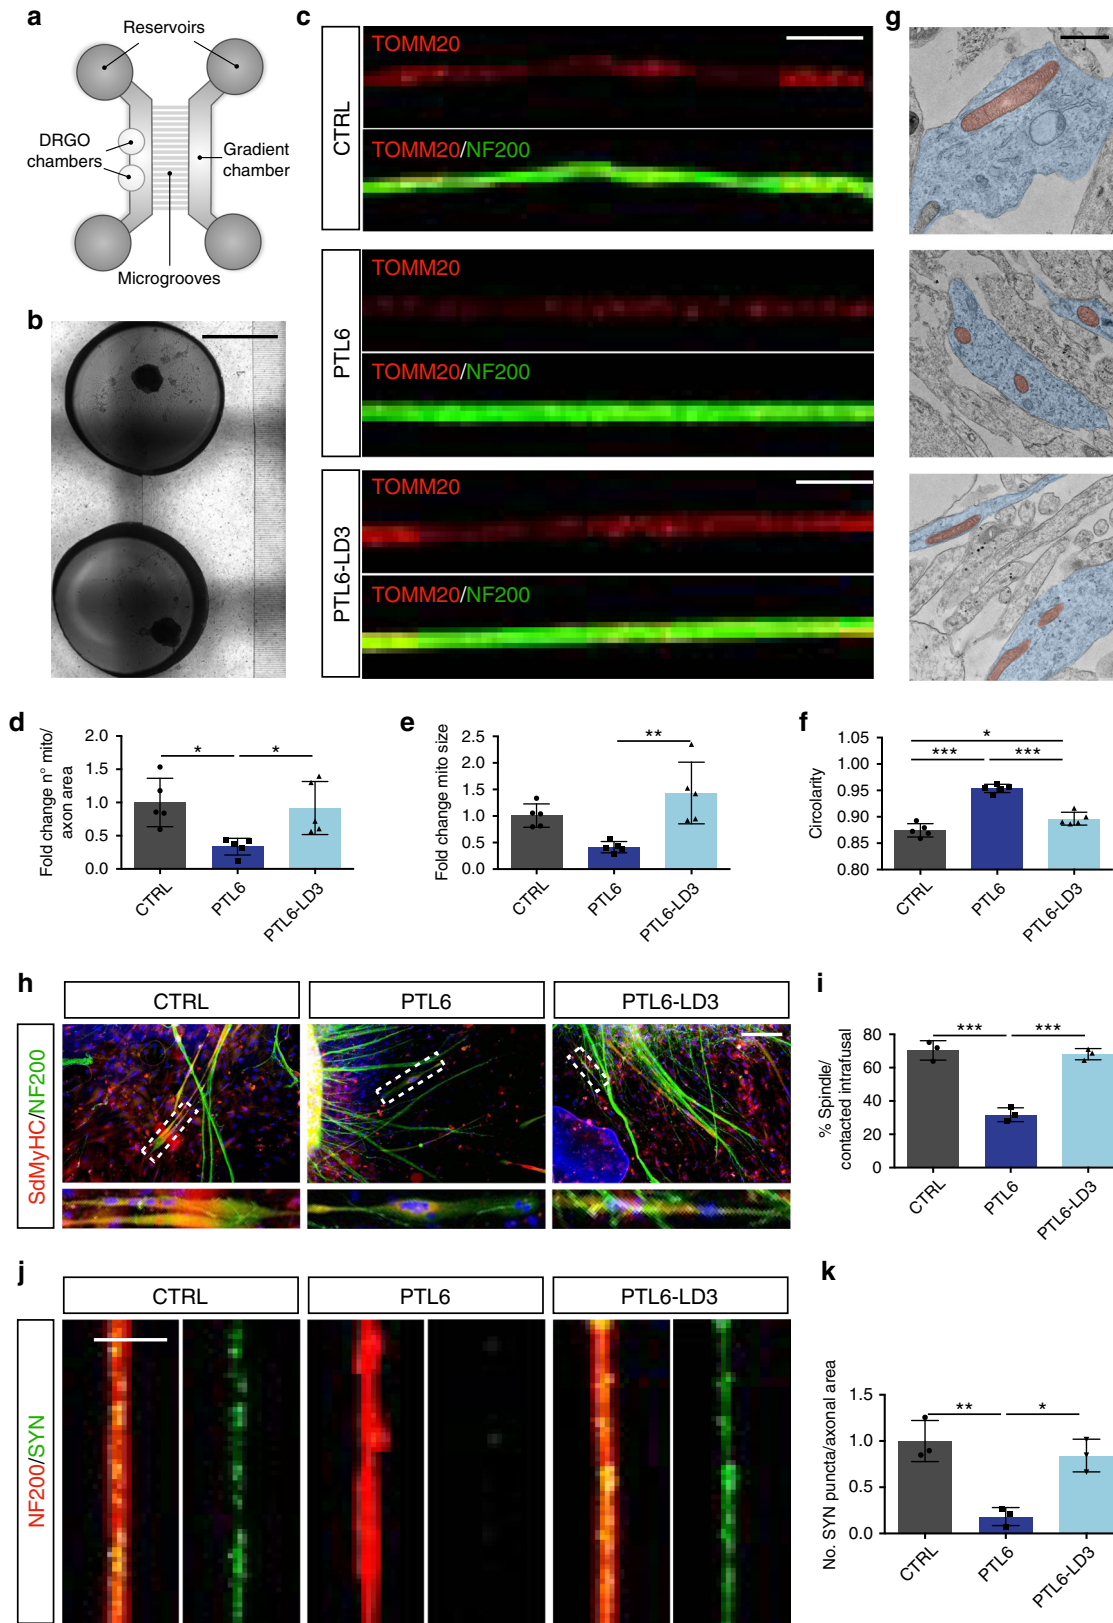 a
Reservoirs
DRGO
chambers
Gradient
chamber
Microgrooves
b
c
CTRL
TOMM20
TOMM20/NF200
PTL6
TOMM20
TOMM20/NF200
PTL6-LD3
TOMM20
TOMM20/NF200
g
d
Fold change n° mito/
axon area
2.0
1.5
1.0
0.5
0.0
*
*
CTRL
PTL6
PTL6-LD3
e
Fold change mito size
2.5
2.0
1.5
1.0
0.5
0.0
**
CTRL
PTL6
PTL6-LD3
f
Circolarity
1.05
1.00
0.95
0.90
0.85
0.80
*
***
***
CTRL
PTL6
PTL6-LD3
h
SdMyHC/NF200
CTRL
PTL6
PTL6-LD3
i
% Spindle/
contacted intrafusal
80
60
40
20
0
***
***
CTRL
PTL6
PTL6-LD3
j
NF200/SYN
CTRL
PTL6
PTL6-LD3
k
No. SYN puncta/axonal area
1.5
1.0
0.5
0.0
**
*
CTRL
PTL6
PTL6-LD3